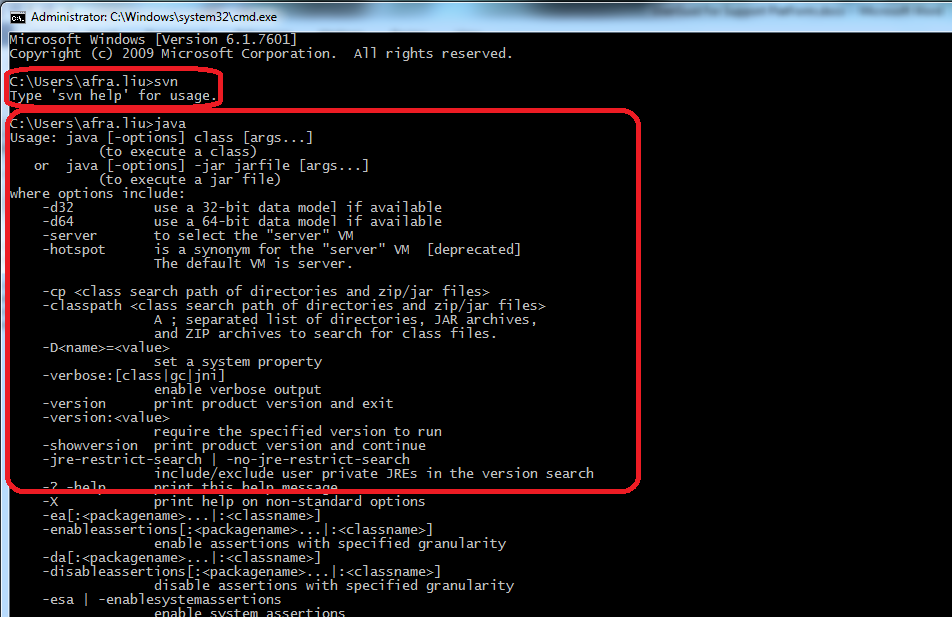 Administrator: C:\Windows\system32\cmd.exe
Microsoft Windows [Version 6.1.7601]
Copyright (c) 2009 Microsoft Corporation.  All rights reserved.
C:\Users\afra.liu>svn
Type 'svn help' for usage.
C:\Users\afra.liu>java
Usage: java [-options] class [args...]
           (to execute a class)
   or  java [-options] -jar jarfile [args...]
           (to execute a jar file)
where options include:
    -d32          use a 32-bit data model if available
    -d64          use a 64-bit data model if available
    -server       to select the "server" VM
    -hotspot      is a synonym for the "server" VM  [deprecated]
                  The default VM is server.
    -cp <class search path of directories and zip/jar files>
    -classpath <class search path of directories and zip/jar files>
                  A ; separated list of directories, JAR archives,
                  and ZIP archives to search for class files.
    -D<name>=<value>
                  set a system property
    -verbose:[class|gc|jni]
                  enable verbose output
    -version      print product version and exit
    -version:<value>
                  require the specified version to run
    -showversion  print product version and continue
    -jre-restrict-search | -no-jre-restrict-search
                  include/exclude user private JREs in the version search
    -? -help      print this help message
    -X            print help on non-standard options
    -ea[:<packagename>...|:<classname>]
    -enableassertions[:<packagename>...|:<classname>]
                  enable assertions with specified granularity
    -da[:<packagename>...|:<classname>]
    -disableassertions[:<packagename>...|:<classname>]
                  disable assertions with specified granularity
    -esa | -enablesystemassertions
                  enable system assertions